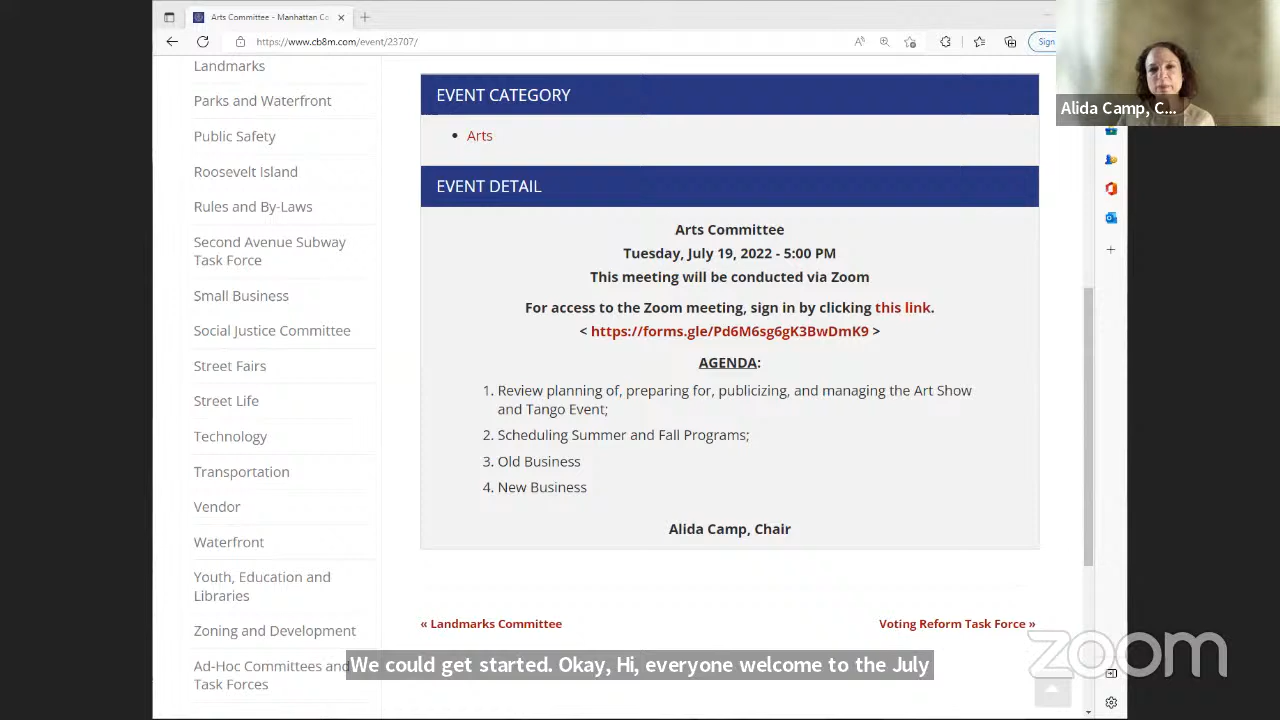 Arts Committee - Manhattan Co
https://www.cb8m.com/event/23707/
Sign
Alida Camp, C...
Landmarks
Parks and Waterfront
Public Safety
Roosevelt Island
Rules and By-Laws
Second Avenue Subway
Task Force
Small Business
Social Justice Committee
Street Fairs
Street Life
Technology
Transportation
Vendor
Waterfront
Youth, Education and
Libraries
Zoning and Development
Ad-Hoc Committees and
Task Forces
EVENT CATEGORY
• Arts
EVENT DETAIL
Arts Committee
Tuesday, July 19, 2022 - 5:00 PM
This meeting will be conducted via Zoom
For access to the Zoom meeting, sign in by clicking this link.
< https://forms.gle/Pd6M6sg6gK3BwDmK9 >
AGENDA:
1. Review planning of, preparing for, publicizing, and managing the Art Show
and Tango Event;
2. Scheduling Summer and Fall Programs;
3. Old Business
4. New Business
Alida Camp, Chair
« Landmarks Committee
Voting Reform Task Force »
We could get started. Okay, Hi, everyone welcome to the July
zoom